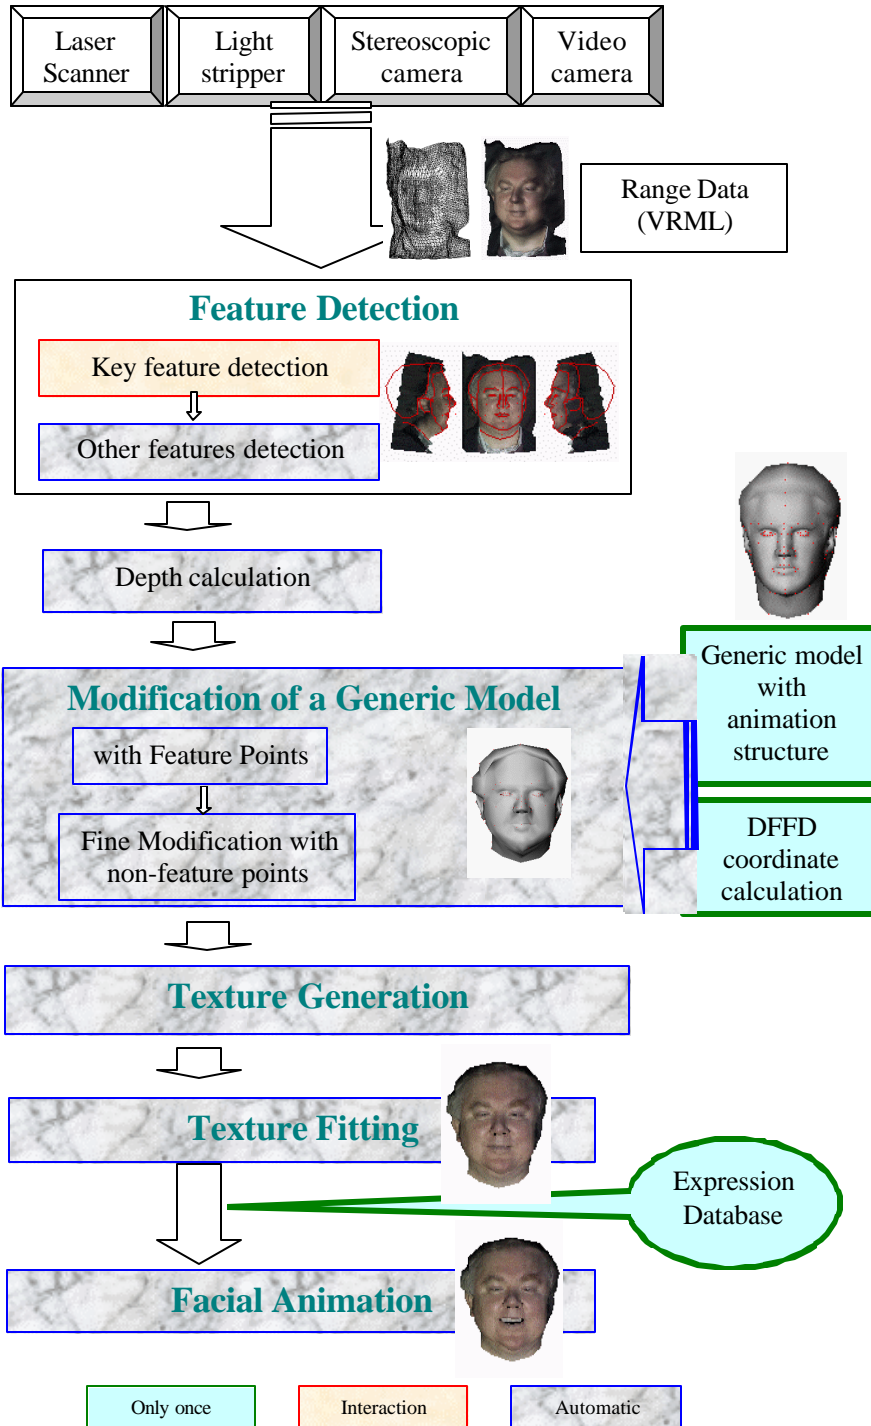 Laser
Scanner
Light
stripper
Stereoscopic
camera
Video
camera
Range Data
(VRML)
Feature Detection
Key feature detection
Other features detection
Depth calculation
Generic model
with
animation
structure
Modification of a Generic Model
with Feature Points
Fine Modification with
non-feature points
DFFD
coordinate
calculation
Texture Generation
Texture Fitting
Expression
Database
Facial Animation
Only once
Interaction
Automatic